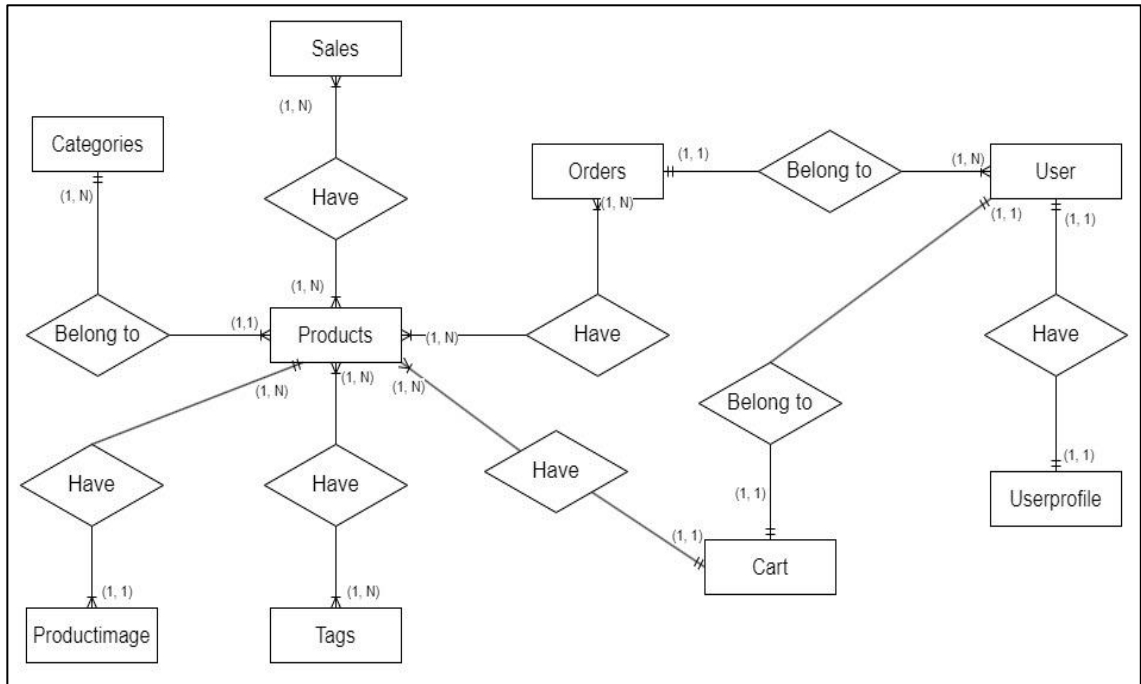 Sales
(1, N)
Categories
(1, N)
Have
Orders
(1, 1)
Belong to
(1, N)
User
(1, N)
(1, 1)
(1, 1)
(1, N)
Belong to
(1,1)
Products
(1, N)
Have
Have
(1, N)
(1, N)
(1, N)
Belong to
Have
Have
Have
(1, 1)
(1, 1)
Userprofile
(1, 1)
Cart
(1, 1)
Productimage
(1, N)
Tags